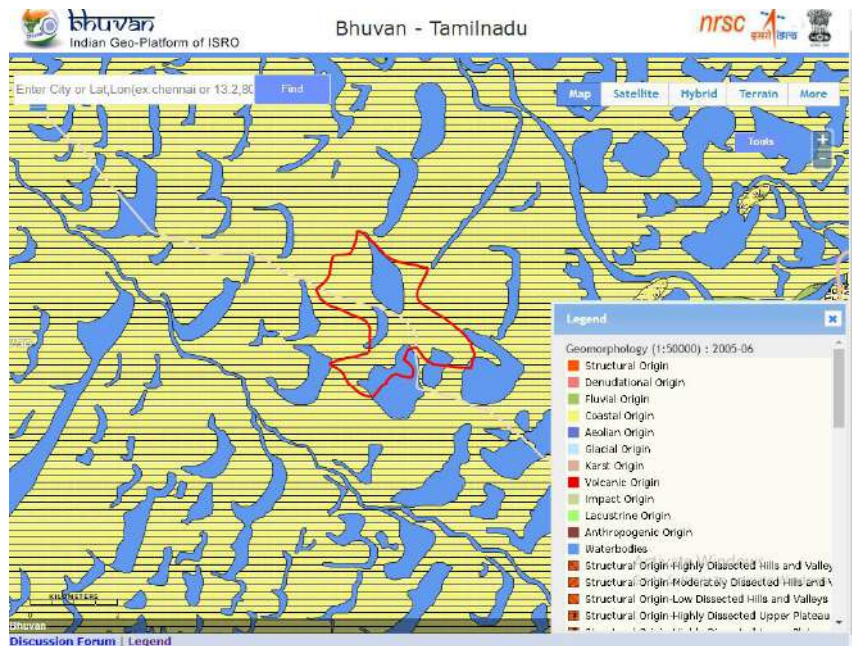 bhuvan
Indian Geo-Platform of ISRO
Bhuvan - Tamilnadu
nrsc
Enter City or Lat,Lon(ex:chennai or 13.2,80
Find
Map
Satellite
Hybrid
Terrain
More
Tools
Legend
Geomorphology (1:50000) : 2005-06
Structural Origin
Denudational Origin
Fluvial Origin
Coastal Origin
Aeolian Origin
Glacial Origin
Karst Origin
Volcanic Origin
Impact Origin
Lacustrine Origin
Anthropogenic Origin
Waterbodies
Structural Origin-Highly Dissected Hills and Valley
Structural Origin-Moderately Dissected Hills and
Structural Origin-Low Dissected Hills and Valleys
Structural Origin-Highly Dissected Upper Plateau
KILOMETERS
Bhuvan
Discussion Forum | Legend